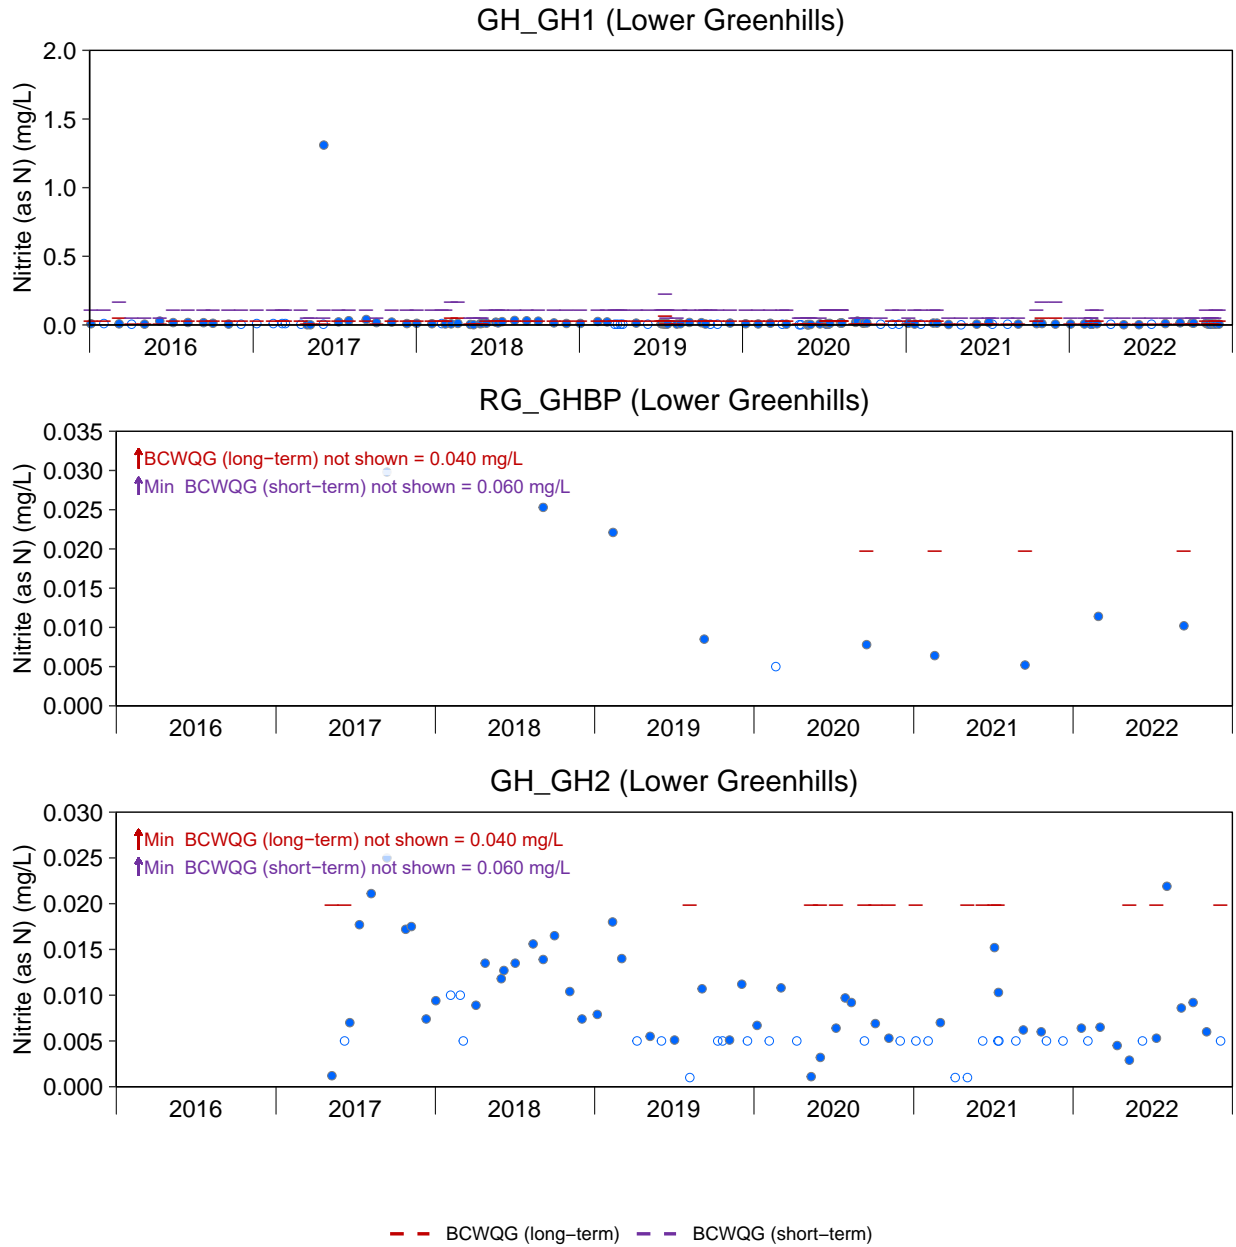 GH_GH1 (Lower Greenhills)
Nitrite (as N) (mg/L)
2.0
1.5
1.0
0.5
0.0
2016 2017 2018 2019 2020 2021 2022
RG_GHBP (Lower Greenhills)
Nitrite (as N) (mg/L)
0.035
0.030
0.025
0.020
0.015
0.010
0.005
0.000
BCWQG (long−term) not shown = 0.040 mg/L
Min BCWQG (short−term) not shown = 0.060 mg/L
2016 2017 2018 2019 2020 2021 2022
GH_GH2 (Lower Greenhills)
Nitrite (as N) (mg/L)
0.030
0.025
0.020
0.015
0.010
0.005
0.000
Min BCWQG (long−term) not shown = 0.040 mg/L
Min BCWQG (short−term) not shown = 0.060 mg/L
2016 2017 2018 2019 2020 2021 2022
BCWQG (long−term) BCWQG (short−term)